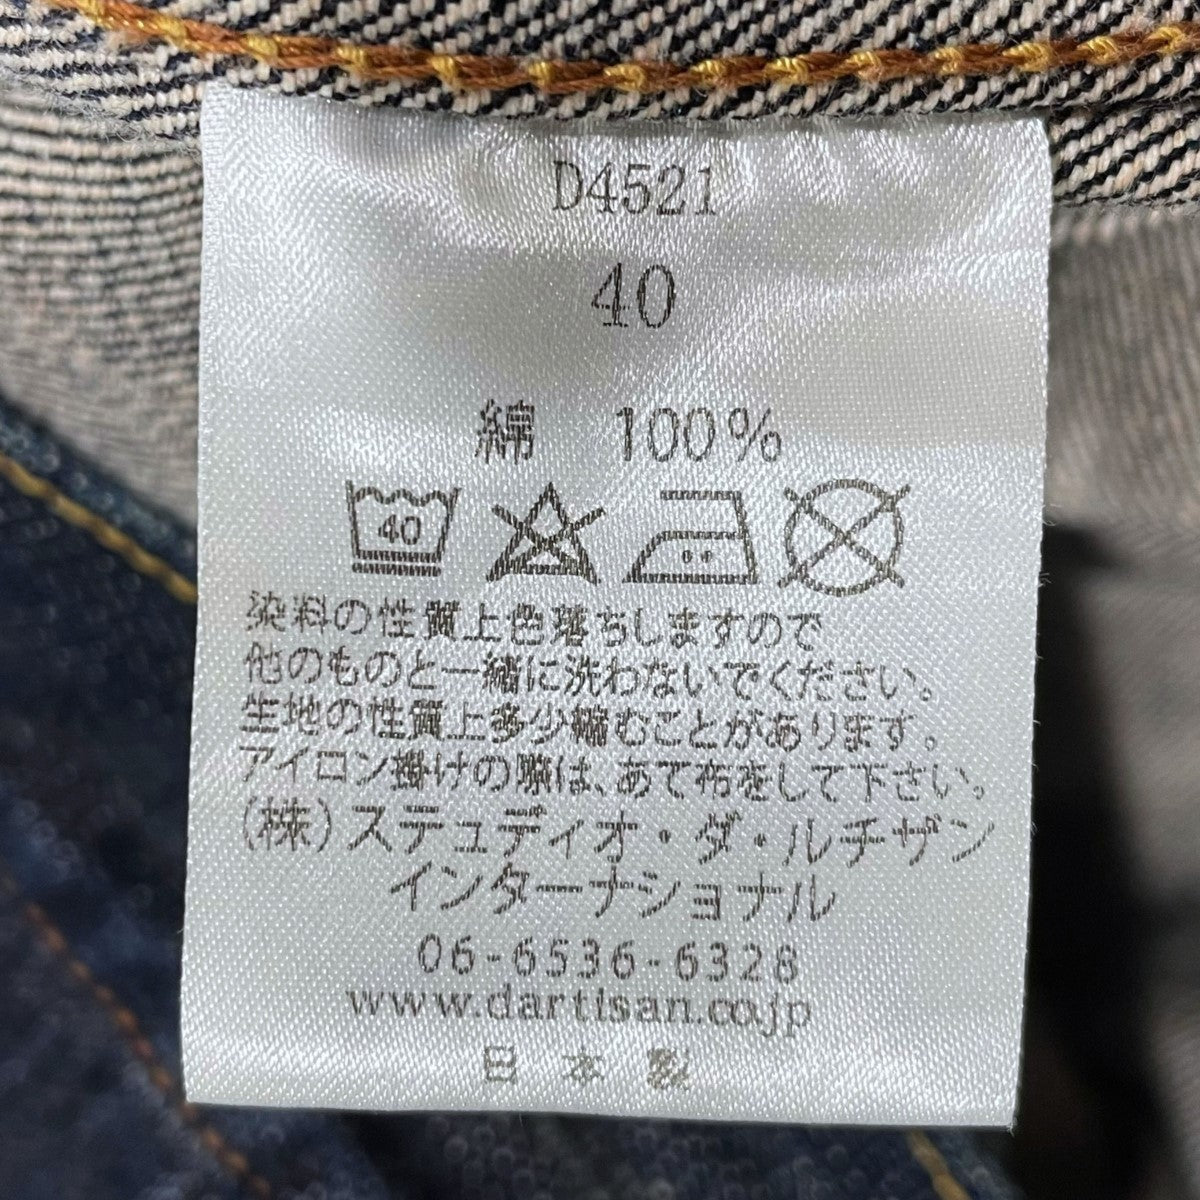 D4521
40
綿 100%
40
染料の性質上色落ちしますので
他のものと一緒に洗わないでください。
生地の性質上多少縮むことがあります。
アイロン掛けの際は、あて布をして下さい。
(株)ステュディオ・ダ・ルチザン
インターナショナル
06-6536-6328
www.dartisan.co.jp
日本製